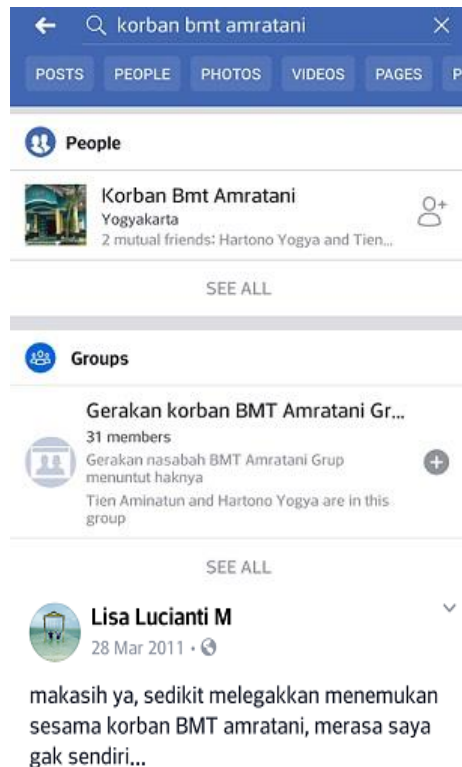 korban bmt amratani
POSTS PEOPLE PHOTOS VIDEOS PAGES P
People
Korban Bmt Amratani
Yogyakarta
2 mutual friends: Hartono Yogya and Tien...
SEE ALL
Groups
Gerakan korban BMT Amratani Gr...
31 members
Gerakan nasabah BMT Amratani Grup
menuntut haknya
Tien Aminatun and Hartono Yogya are in this
group
SEE ALL
Lisa Lucianti M
28 Mar 2011 •
makasih ya, sedikit melegakkan menemukan
sesama korban BMT amratani, merasa saya
gak sendiri...